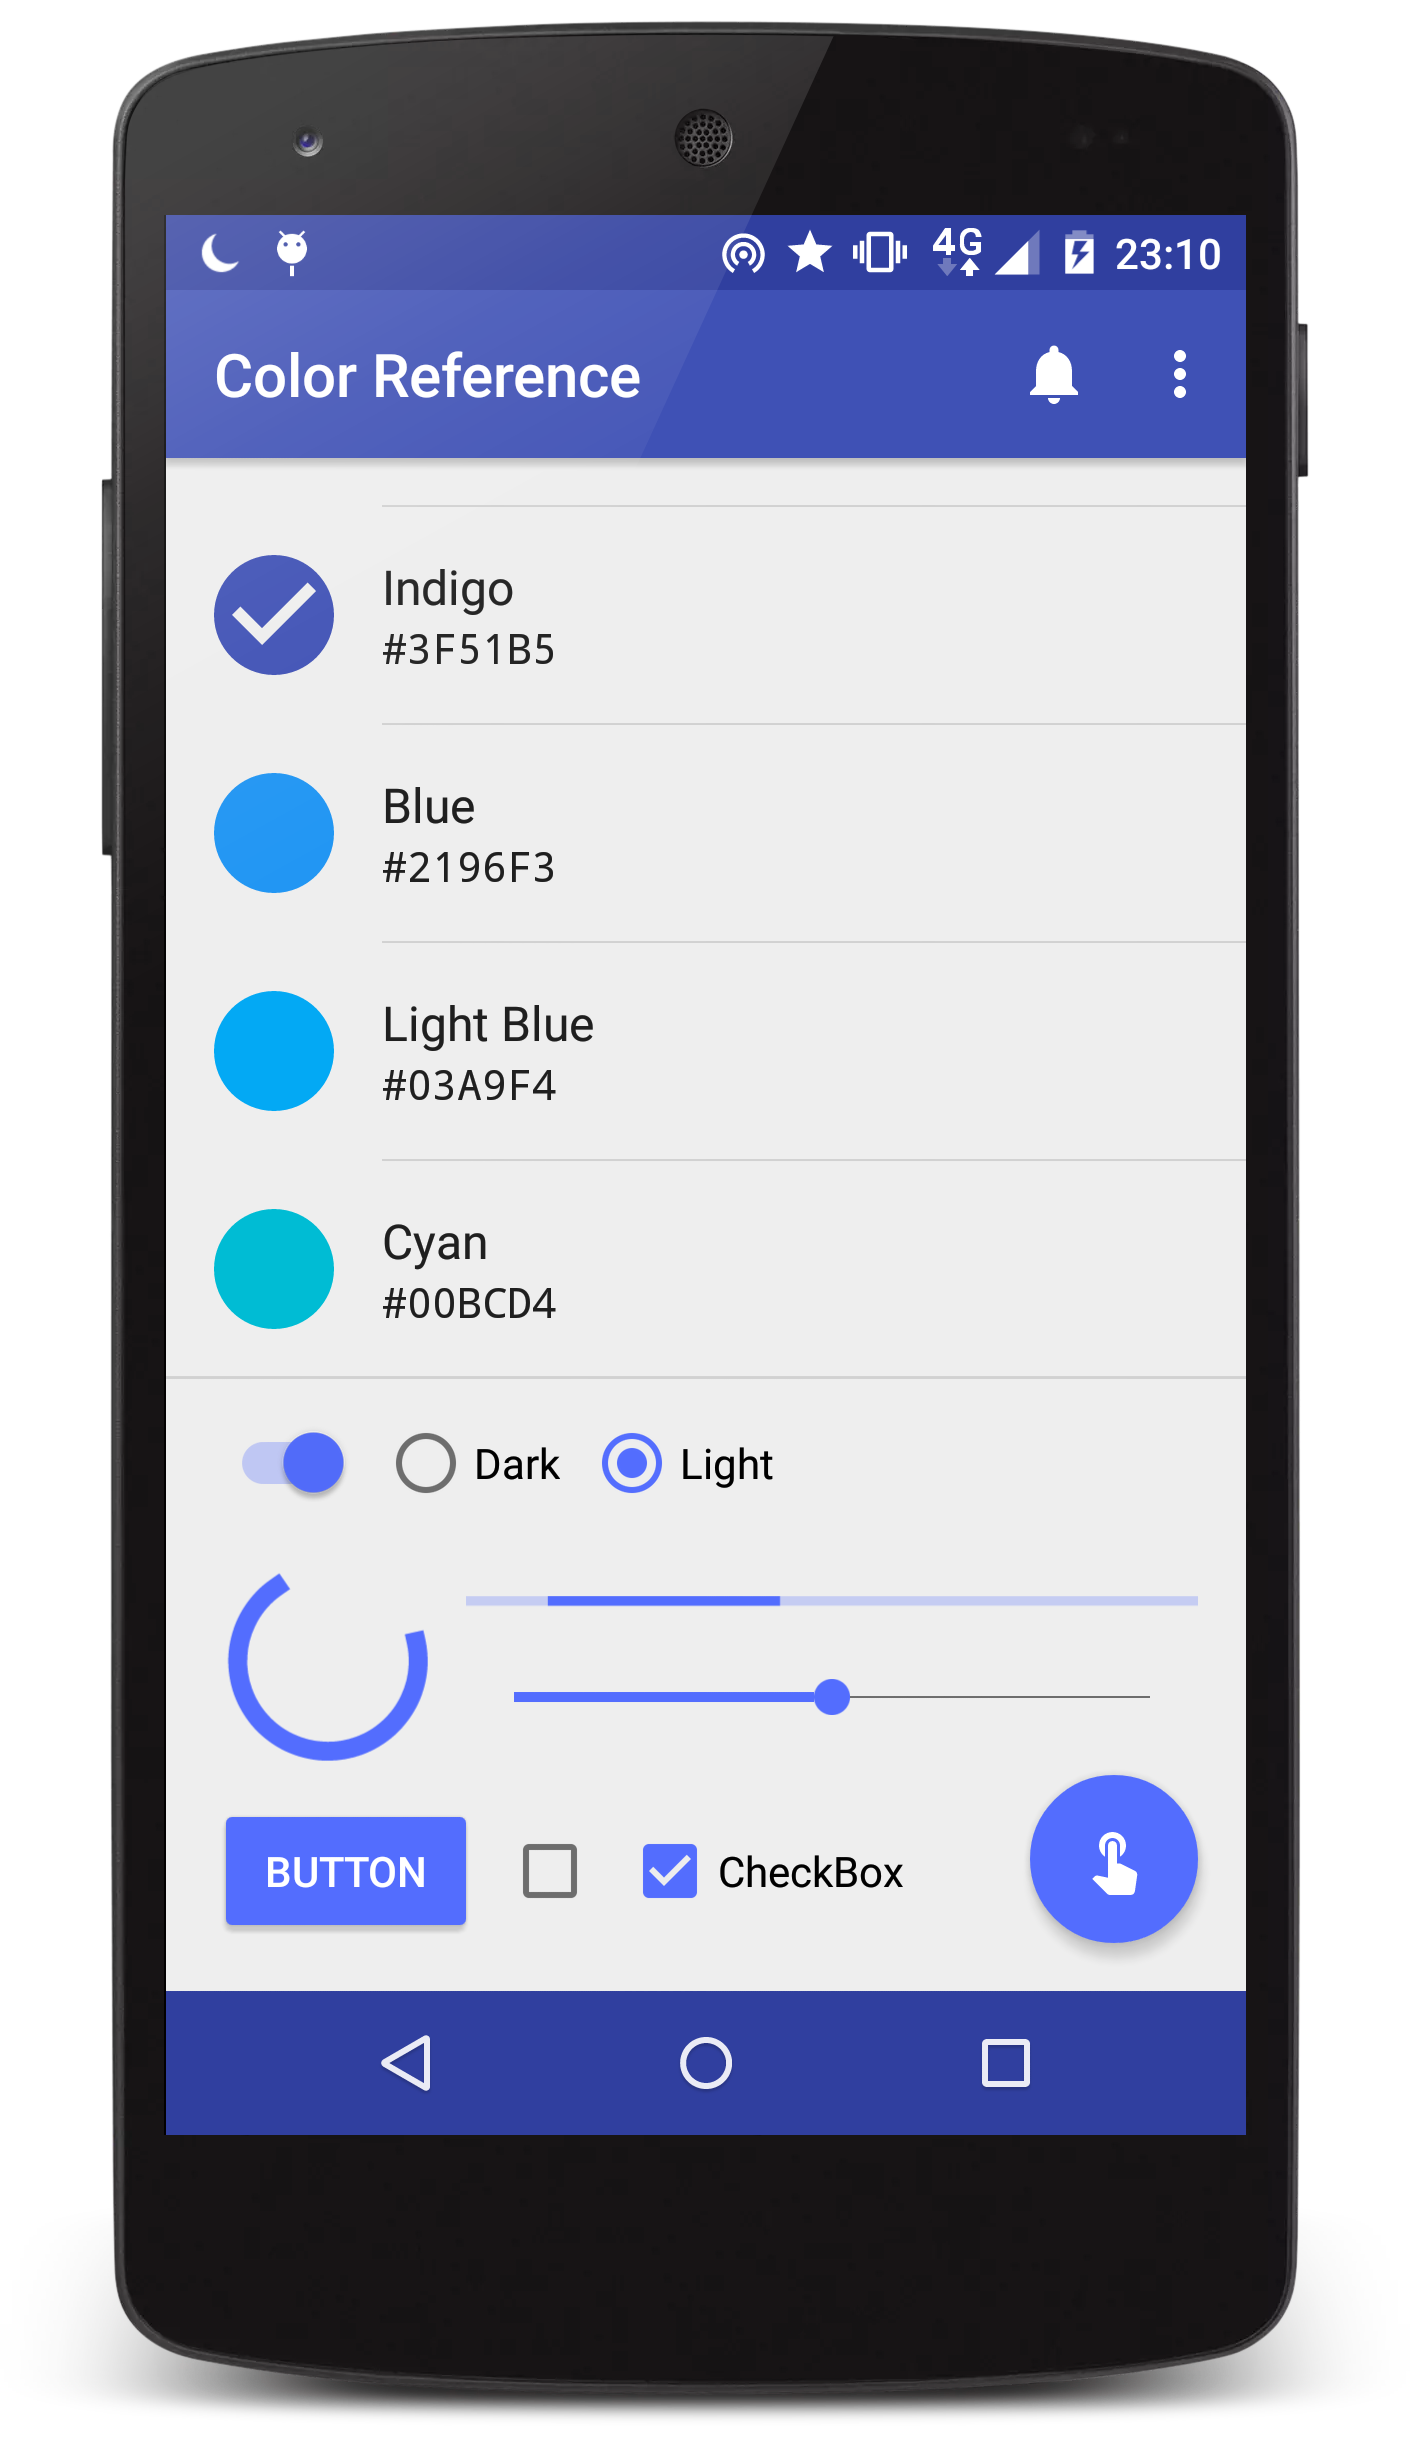 4G 23:10
Color Reference
Indigo
#3F51B5
Blue
#2196F3
Light Blue
#03A9F4
Cyan
#00BCD4
Dark Light
BUTTON CheckBox